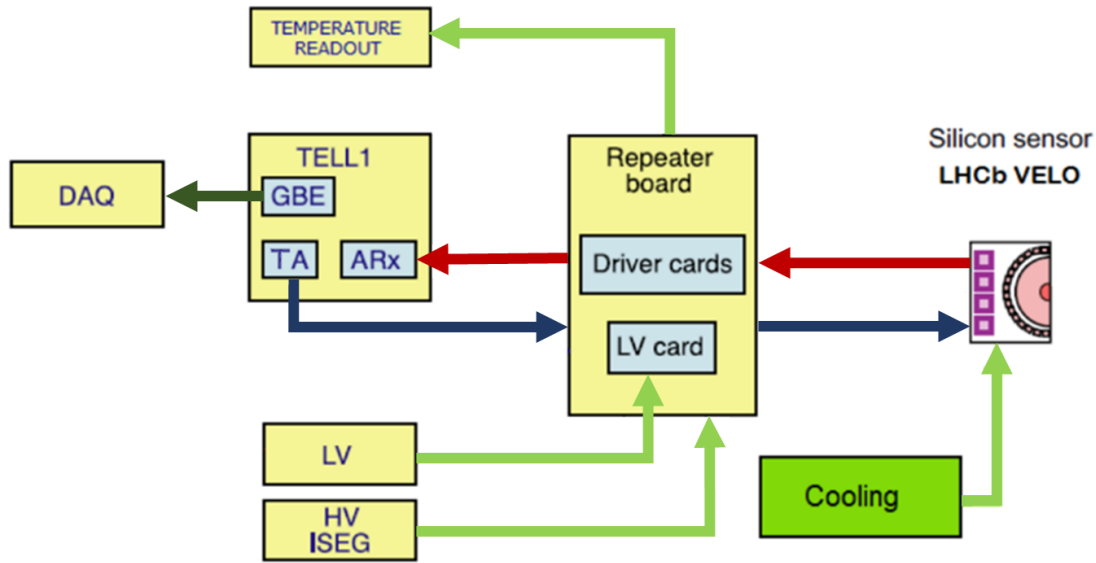 TEMPERATURE
READOUT
TELL1
GBE
TA
ARx
DAQ
Repeater
board
Driver cards
LV card
Silicon sensor
LHCb VELO
LV
HV
ISEG
Cooling